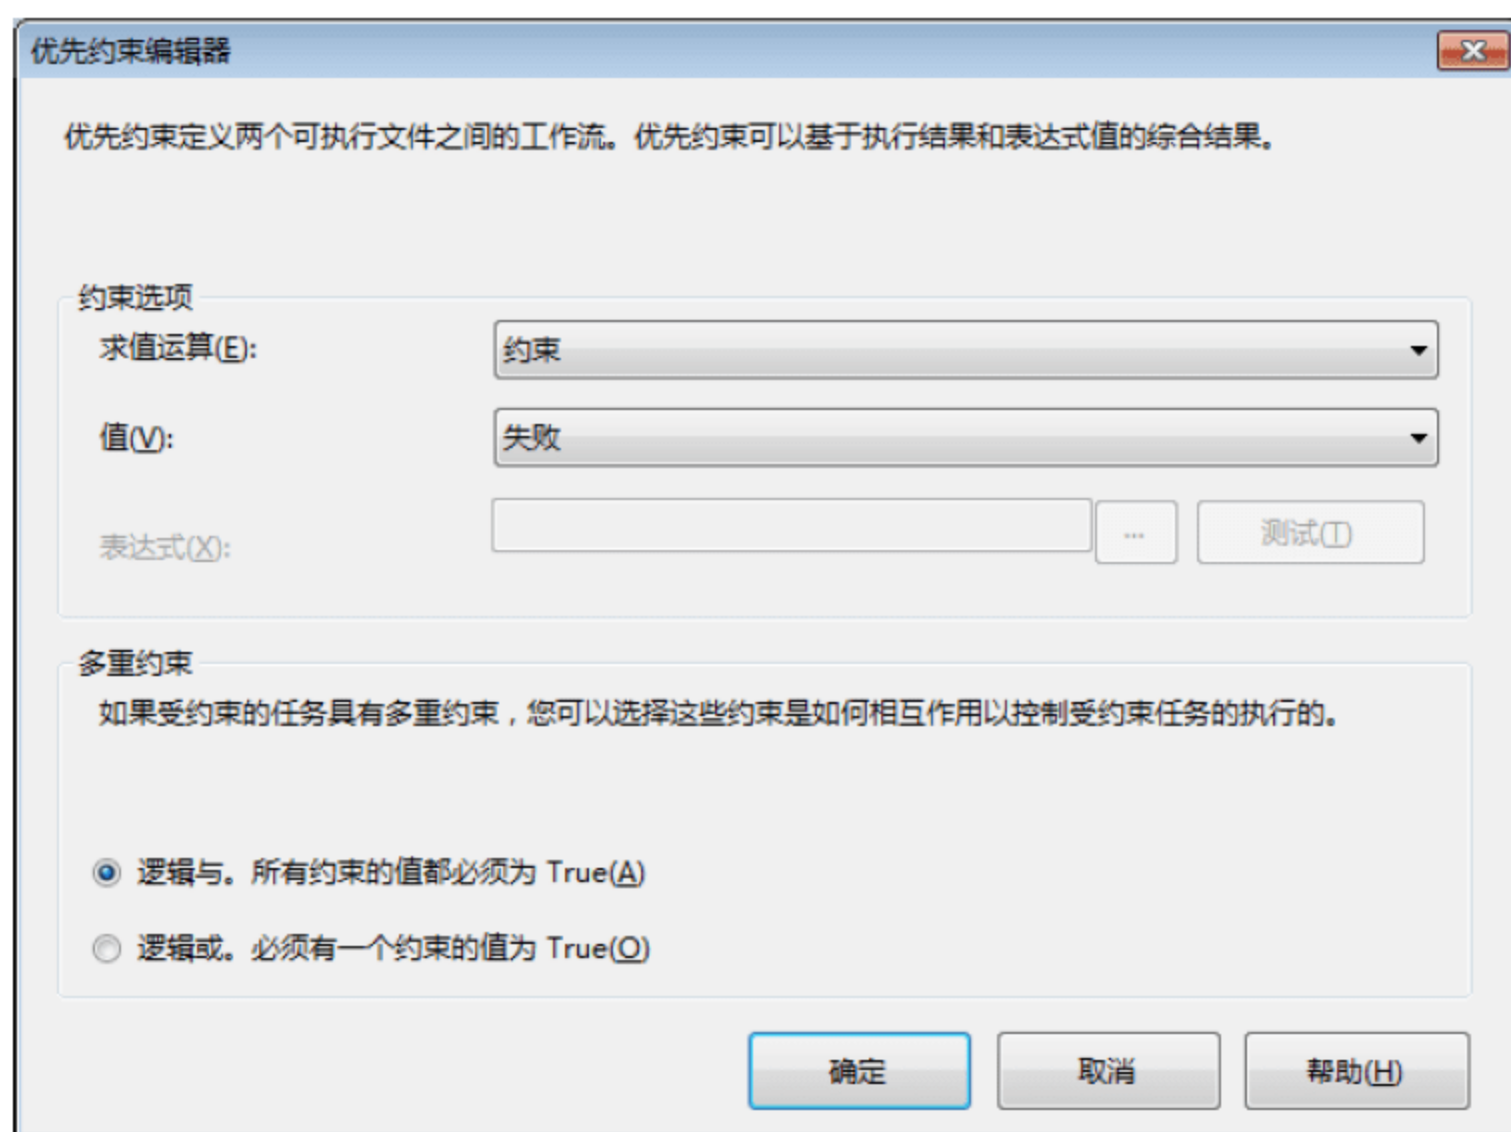 优先约束编辑器
优先约束定义两个可执行文件之间的工作流。优先约束可以基于执行结果和表达式值的综合结果。
约束选项
求值运算(E): 约束
值(V): 失败
表达式(X): ... 测试(T)
多重约束
如果受约束的任务具有多重约束，您可以选择这些约束是如何相互作用以控制受约束任务的执行的。
逻辑与。所有约束的值都必须为 True(A)
逻辑或。必须有一个约束的值为 True(O)
确定 取消 帮助(H)